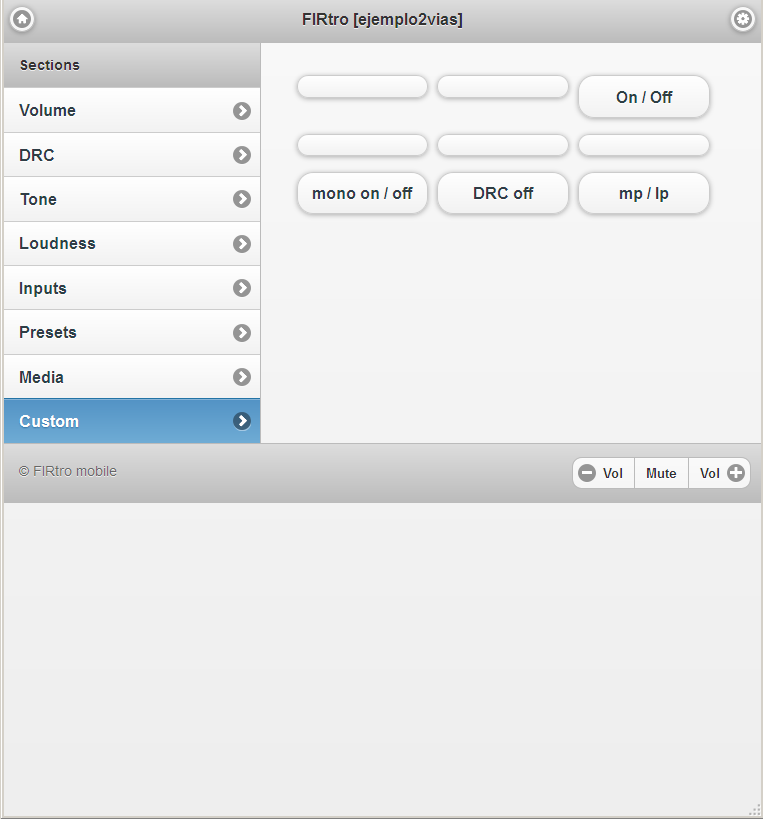 FIRtro [ejemplo2vias]
Sections
Volume
DRC
Tone
Loudness
Inputs
Presets
Media
Custom
On / Off
mono on / off DRC off mp / lp
© FIRtro mobile
Vol Mute Vol